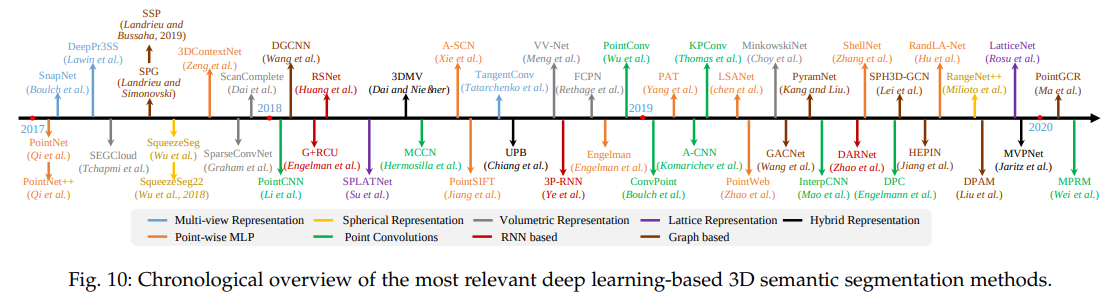 SSP
(Landrieu and
Bussaha, 2019)
SPG
(Landrieu and
Simonovski)
DeepPr3SS
(Lawin et al.)
SnapNet
(Boulch et al.)
3DContextNet
(Zeng et al.)
ScanComplete
(Dai et al.)
DGCNN
(Wang et al.)
RSNet
(Huang et al.)
3DMV
(Dai and Nießner)
A-SCN
(Xie et al.)
TangentConv
(Tatarchenko et al.)
VV-Net
(Meng et al.)
FCPN
(Rethage et al.)
PointConv
(Wu et al.)
PAT
(Yang et al.)
KPConv
(Thomas et al.)
LSANet
(chen et al.)
MinkowskiNet
(Choy et al.)
PyramNet
(Kang and Liu.)
ShellNet
(Zhang et al.)
SPH3D-GCN
(Lei et al.)
RandLA-Net
(Hu et al.)
RangeNet++
(Milioto et al.)
LatticeNet
(Rosu et al.)
PointGCR
(Ma et al.)
2017
2018
2019
2020
PointNet
(Qi et al.)
PointNet++
(Qi et al.)
SEGCloud
(Tchapmi et al.)
SqueezeSeg
(Wu et al.)
SqueezeSeg22
(Wu et al., 2018)
SparseConvNet
(Graham et al.)
PointCNN
(Li et al.)
G+RCU
(Engelman et al.)
SPLATNet
(Su et al.)
MCCN
(Hermosilla et al.)
PointSIFT
(Jiang et al.)
UPB
(Chiang et al.)
3P-RNN
(Ye et al.)
Engelman
(Engelman et al.)
ConvPoint
(Boulch et al.)
A-CNN
(Komarichev et al.)
PointWeb
(Zhao et al.)
GACNet
(Wang et al.)
InterpCNN
(Mao et al.)
DARNet
(Zhao et al.)
DPC
(Engelmann et al.)
HEPIN
(Jiang et al.)
DPAM
(Liu et al.)
MVPNet
(Jaritz et al.)
MPRM
(Wei et al.)
Multi-view Representation
Spherical Representation
Volumetric Representation
Lattice Representation
Hybrid Representation
Point-wise MLP
Point Convolutions
RNN based
Graph based
Fig. 10: Chronological overview of the most relevant deep learning-based 3D semantic segmentation methods.